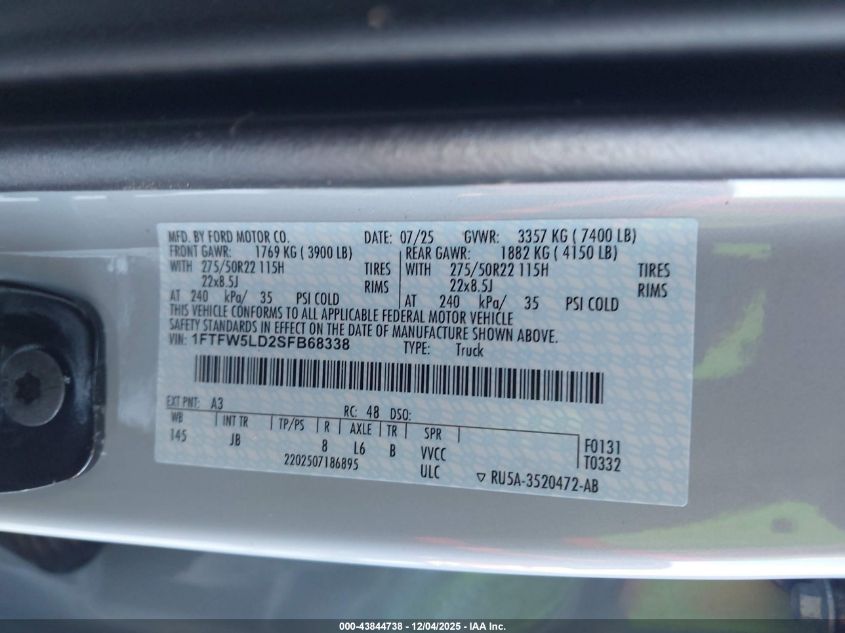 MFD. BY FORD MOTOR CO. DATE: 07/25 GVWR: 3357 KG ( 7400 LB)
FRONT GAWR: 1769 KG ( 3900 LB) REAR GAWR: 1882 KG ( 4150 LB)
WITH 275/50R22 115H TIRES WITH 275/50R22 115H TIRES
22x8.5J RIMS 22x8.5J RIMS
AT 240 kPa/ 35 PSI COLD AT 240 kPa/ 35 PSI COLD
THIS VEHICLE CONFORMS TO ALL APPLICABLE FEDERAL MOTOR VEHICLE
SAFETY STANDARDS IN EFFECT ON THE DATE OF MANUFACTURE SHOWN ABOVE.
VIN: 1FTFW5LD2SFB68338 TYPE: Truck
EXT PNT: A3 RC: 48 DSO:
WB INT TR TP/PS R AXLE TR SPR
145 JB 8 L6 B VVCC F0131
2202507186895 ULC T0332
▽ RU5A-3520472-AB
000-43844738 - 12/04/2025 - IAA Inc.